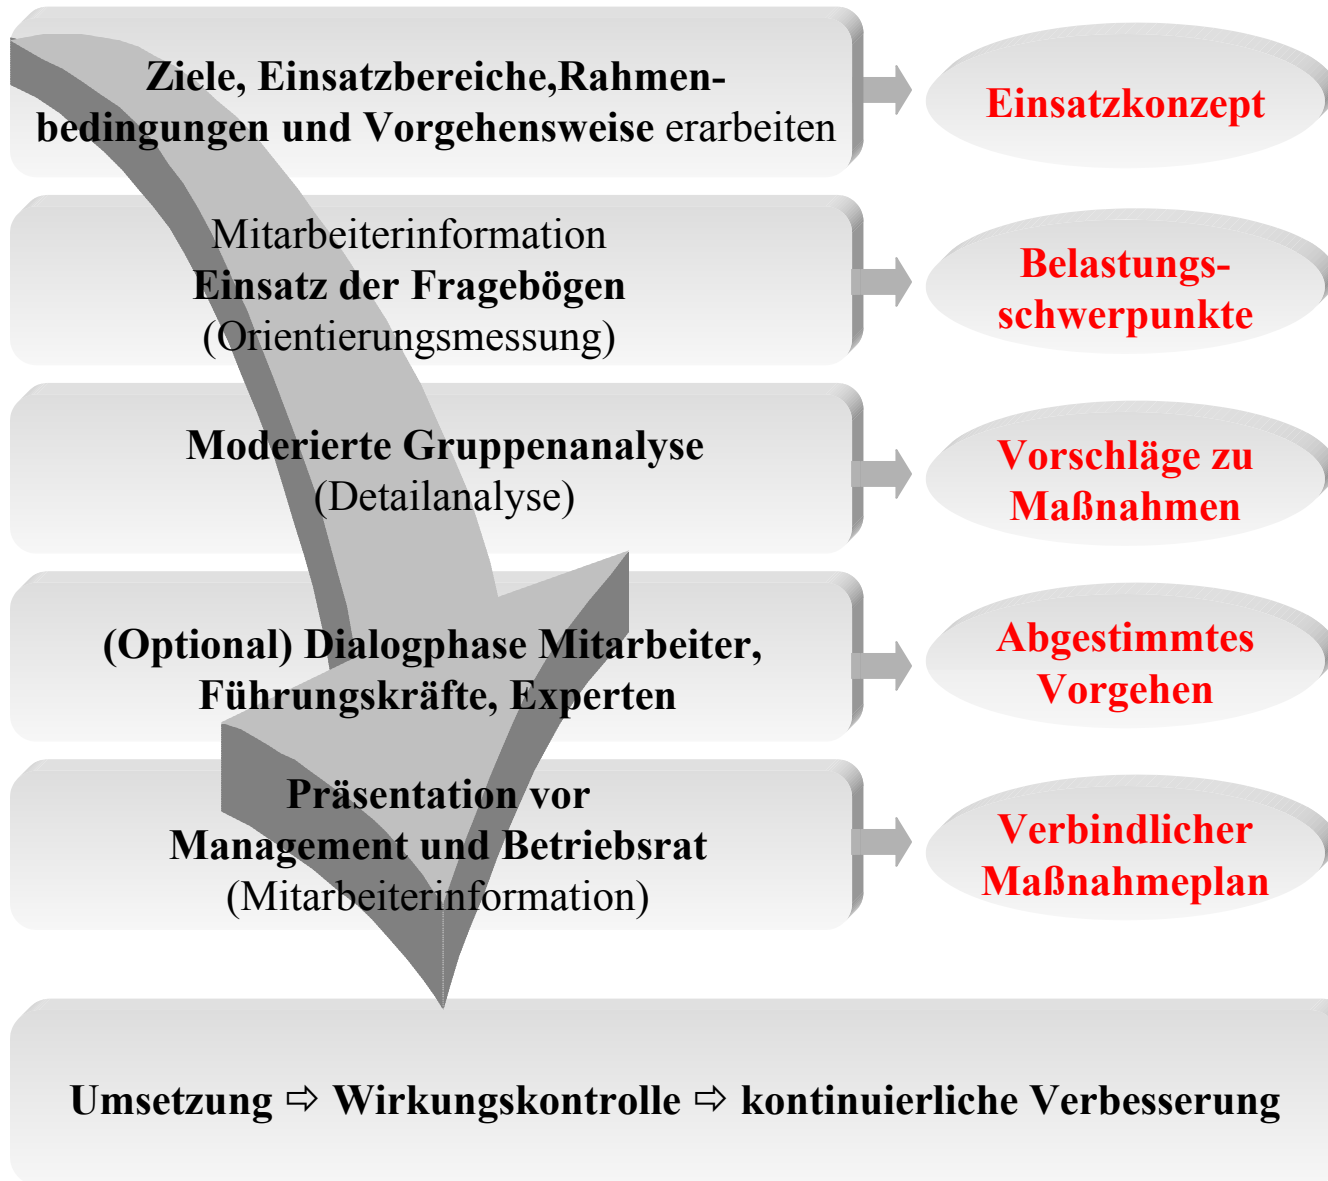 Ziele, Einsatzbereiche,Rahmen-
bedingungen und Vorgehensweise erarbeiten
Einsatzkonzept
Mitarbeiterinformation
Einsatz der Fragebögen
(Orientierungsmessung)
Belastungs-
schwerpunkte
Moderierte Gruppenanalyse
(Detailanalyse)
Vorschläge zu
Maßnahmen
(Optional) Dialogphase Mitarbeiter,
Führungskräfte, Experten
Abgestimmtes
Vorgehen
Präsentation vor
Management und Betriebsrat
(Mitarbeiterinformation)
Verbindlicher
Maßnahmeplan
Umsetzung ⇨ Wirkungskontrolle ⇨ kontinuierliche Verbesserung